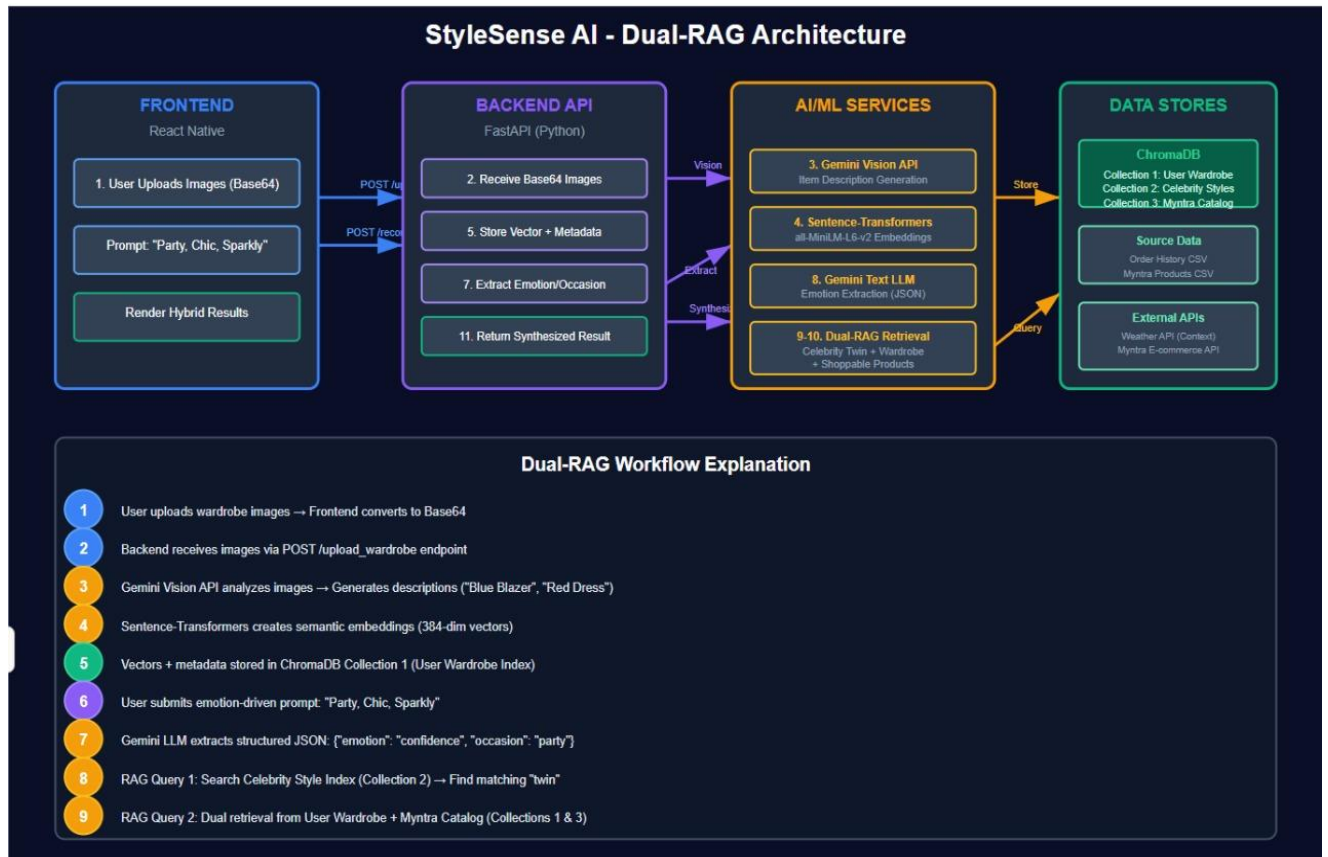 StyleSense AI - Dual-RAG Architecture
FRONTEND
React Native
1. User Uploads Images (Base64)
Prompt: "Party, Chic, Sparkly"
Render Hybrid Results
POST /up
POST /recor
BACKEND API
FastAPI (Python)
2. Receive Base64 Images
5. Store Vector + Metadata
7. Extract Emotion/Occasion
11. Return Synthesized Result
Vision
Extract
Synthesiz
AI/ML SERVICES
3. Gemini Vision API
Item Description Generation
4. Sentence-Transformers
all-MiniLM-L6-v2 Embeddings
8. Gemini Text LLM
Emotion Extraction (JSON)
9-10. Dual-RAG Retrieval
Celebrity Twin + Wardrobe
+ Shoppable Products
Store
Query
DATA STORES
ChromaDB
Collection 1: User Wardrobe
Collection 2: Celebrity Styles
Collection 3: Myntra Catalog
Source Data
Order History CSV
Myntra Products CSV
External APIs
Weather API (Context)
Myntra E-commerce API
Dual-RAG Workflow Explanation
1 User uploads wardrobe images → Frontend converts to Base64
2 Backend receives images via POST /upload_wardrobe endpoint
3 Gemini Vision API analyzes images → Generates descriptions ("Blue Blazer", "Red Dress")
4 Sentence-Transformers creates semantic embeddings (384-dim vectors)
5 Vectors + metadata stored in ChromaDB Collection 1 (User Wardrobe Index)
6 User submits emotion-driven prompt: "Party, Chic, Sparkly"
7 Gemini LLM extracts structured JSON: {"emotion": "confidence", "occasion": "party"}
8 RAG Query 1: Search Celebrity Style Index (Collection 2) → Find matching "twin"
9 RAG Query 2: Dual retrieval from User Wardrobe + Myntra Catalog (Collections 1 & 3)